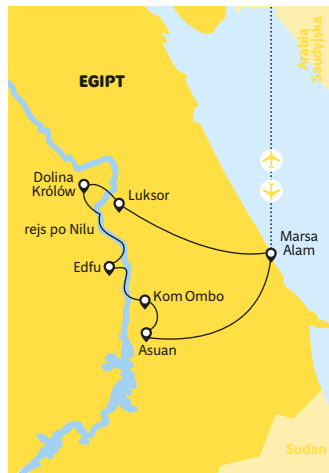 Arabia
Saudyjska
EGIPT
Dolina
Królów
Luksor
rejs po Nilu
Marsa
Alam
Edfu
Kom Ombo
Asuan
Sudan